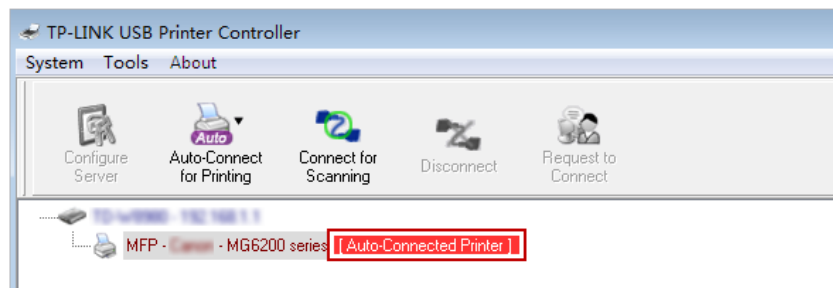 TP-LINK USB Printer Controller
System Tools About
Auto
Configure Server
Auto-Connect for Printing
Connect for Scanning
Disconnect
Request to Connect
MFP - - MG6200 series [ Auto-Connected Printer ]